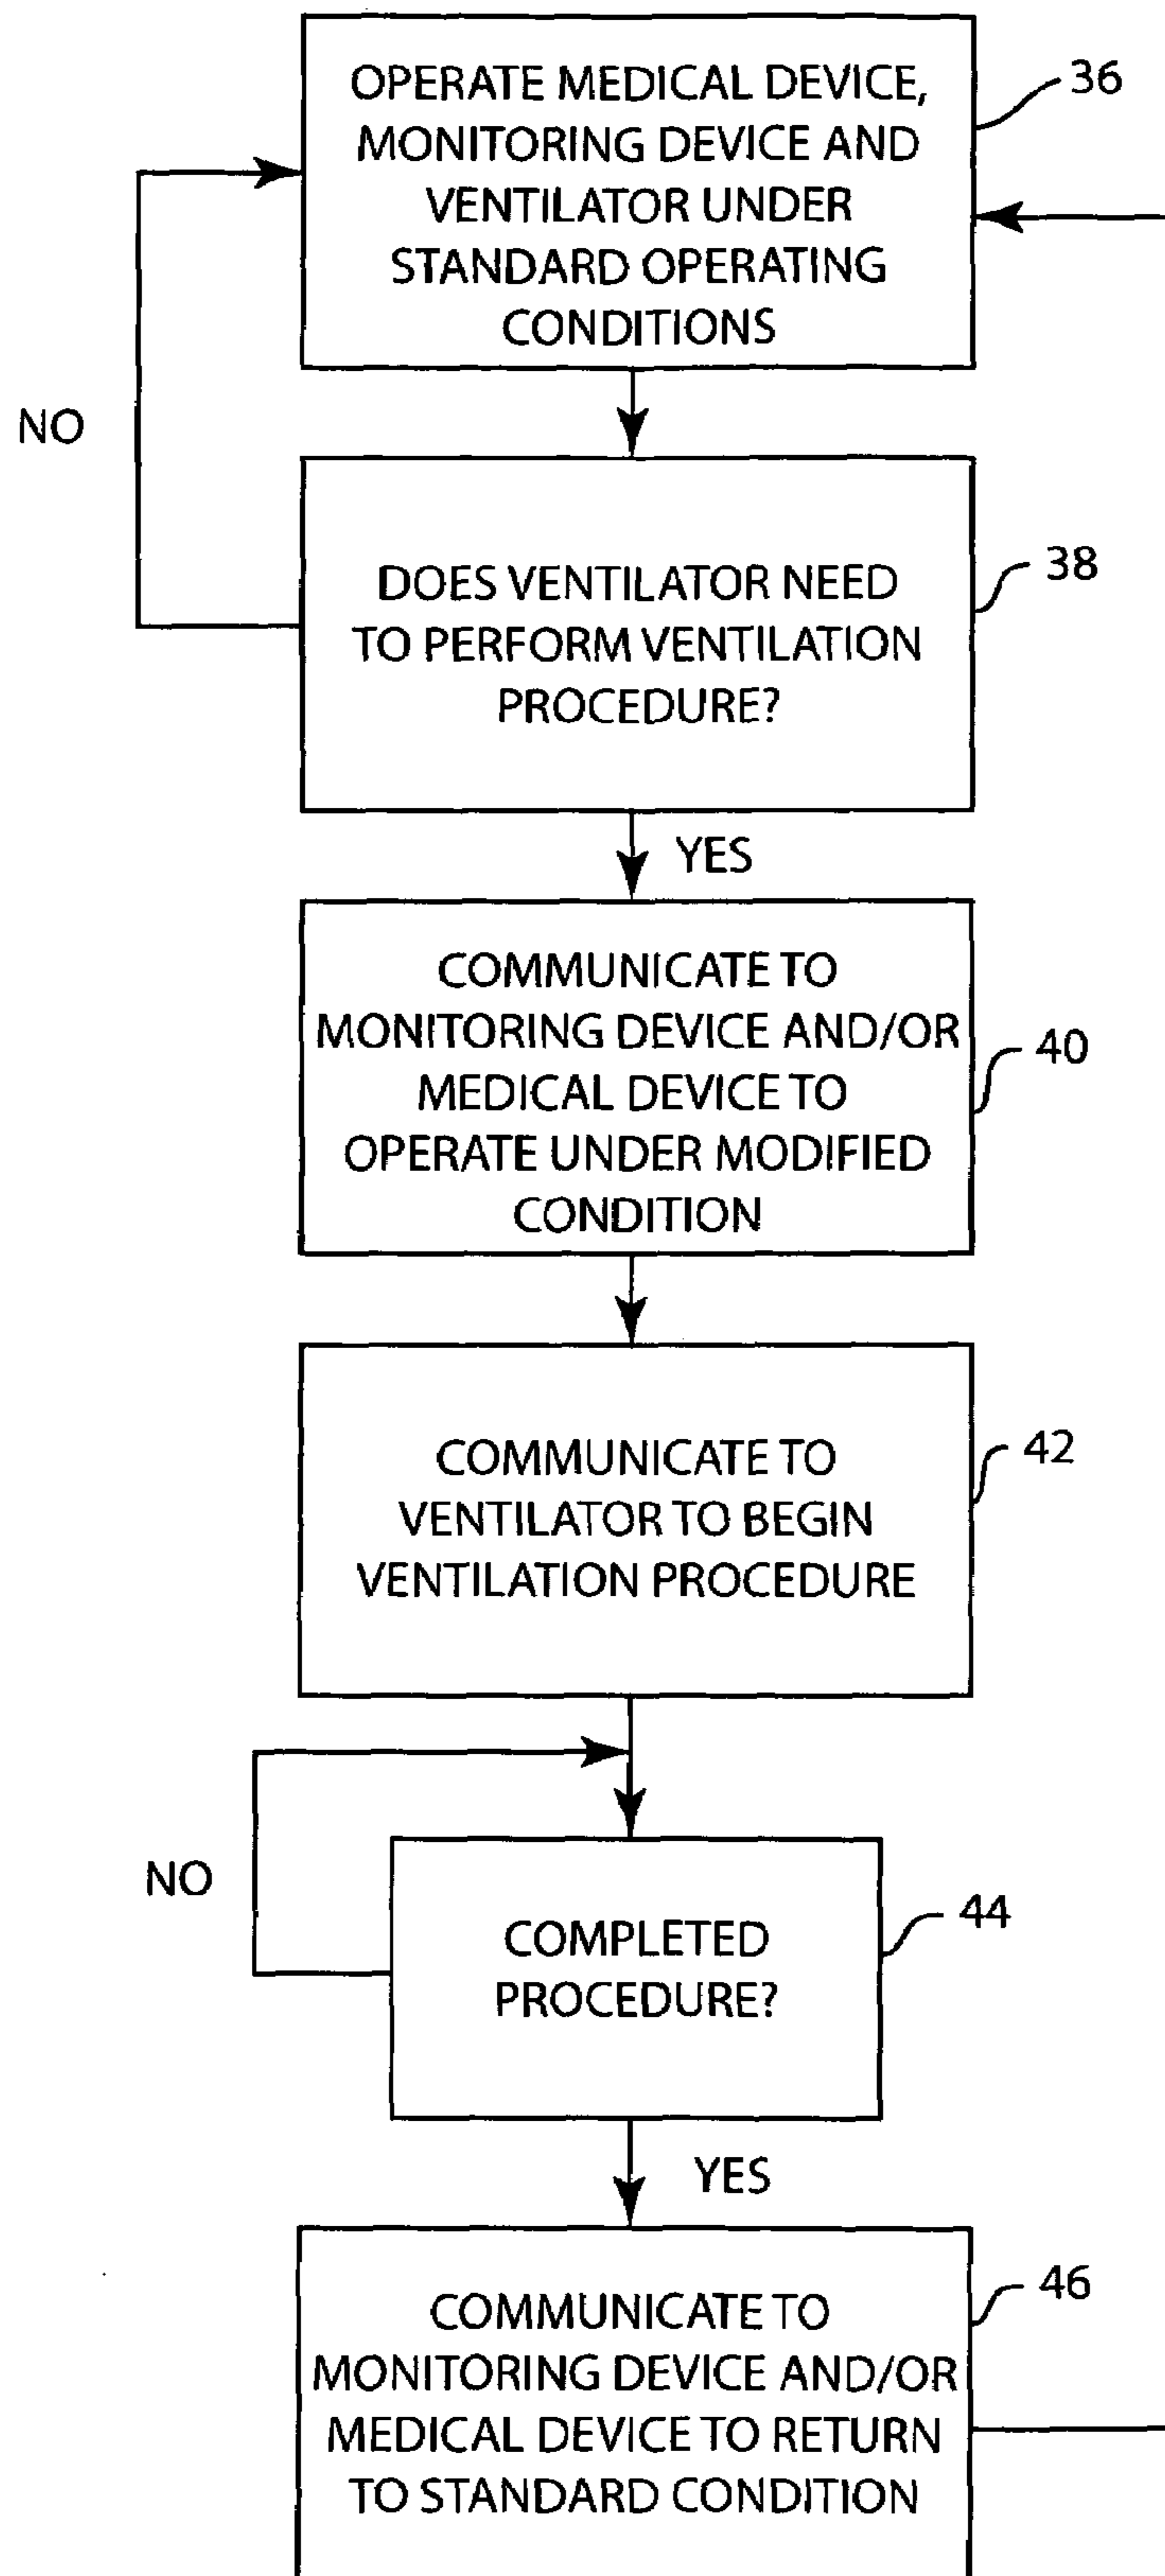 OPERATE MEDICAL DEVICE,
MONITORING DEVICE AND
VENTILATOR UNDER
STANDARD OPERATING
CONDITIONS
36
NO
DOES VENTILATOR NEED
TO PERFORM VENTILATION
PROCEDURE?
38
YES
COMMUNICATE TO
MONITORING DEVICE AND/OR
MEDICAL DEVICE TO
OPERATE UNDER MODIFIED
CONDITION
40
COMMUNICATE TO
VENTILATOR TO BEGIN
VENTILATION PROCEDURE
42
NO
COMPLETED
PROCEDURE?
44
YES
COMMUNICATE TO
MONITORING DEVICE AND/OR
MEDICAL DEVICE TO RETURN
TO STANDARD CONDITION
46